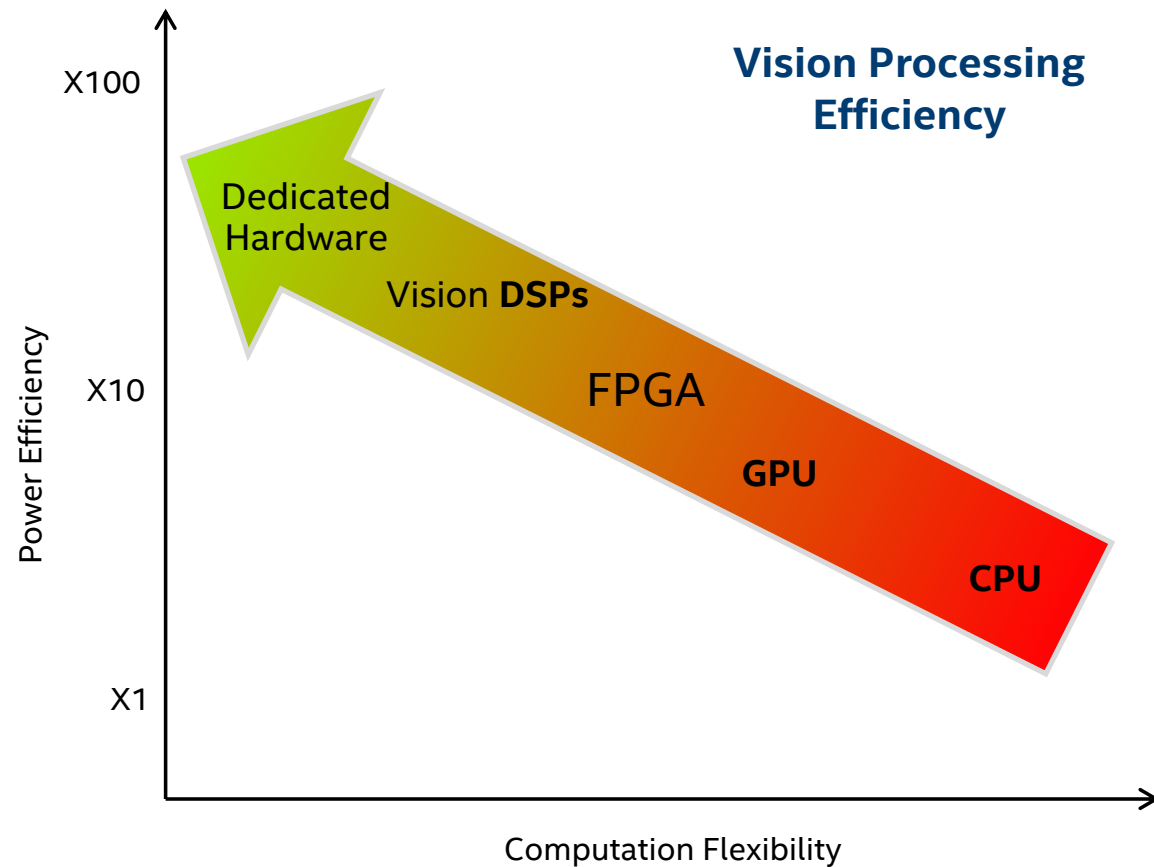 Vision Processing
Efficiency
X100
Dedicated
Hardware
Vision DSPs
X10
FPGA
GPU
CPU
X1
Power Efficiency
Computation Flexibility